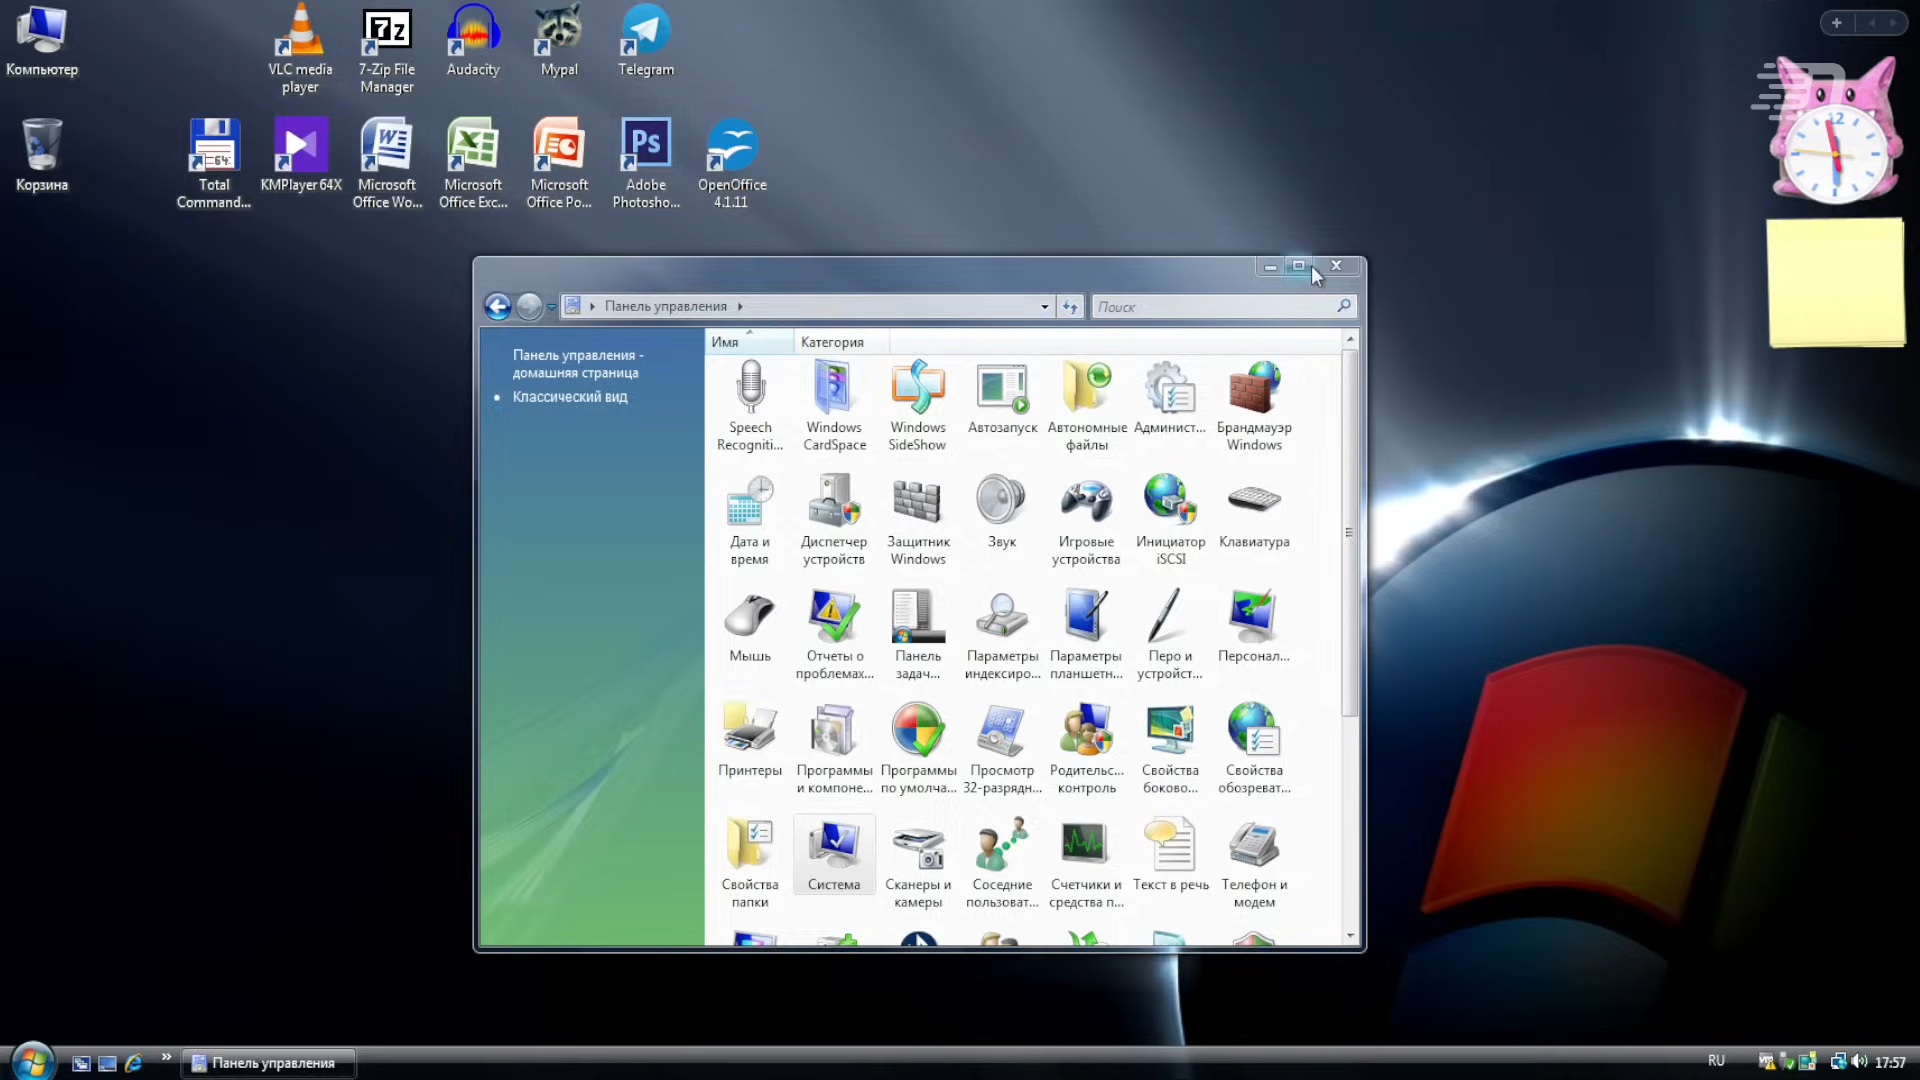 Компьютер
VLC media
player
7-Zip File
Manager
Audacity
Mypal
Telegram
Корзина
Total
Command...
KMPlayer 64X
Microsoft
Office Wo...
Microsoft
Office Exc...
Microsoft
Office Po...
Adobe
Photosho...
OpenOffice
4.1.11
7z
64
Ps
12
Панель управления
Поиск
Панель управления -
домашняя страница
Классический вид
Имя
Категория
Speech
Recogniti...
Windows
CardSpace
Windows
SideShow
Автозапуск
Автономные
файлы
Админист...
Брандмауэр
Windows
Дата и
время
Диспетчер
устройств
Защитник
Windows
Звук
Игровые
устройства
Инициатор
iSCSI
Клавиатура
Мышь
Отчеты о
проблемах...
Панель
задач...
Параметры
индексиро...
Параметры
планшетн...
Перо и
устройст...
Персонал...
Принтеры
Программы
и компоне...
Программы
по умолча...
Просмотр
32-разрядн...
Родительс...
контроль
Свойства
боково...
Свойства
обозреват...
Свойства
папки
Система
Сканеры и
камеры
Соседние
пользоват...
Счетчики и
средства п...
Текст в речь
Телефон и
модем
Панель управления
RU
17:57